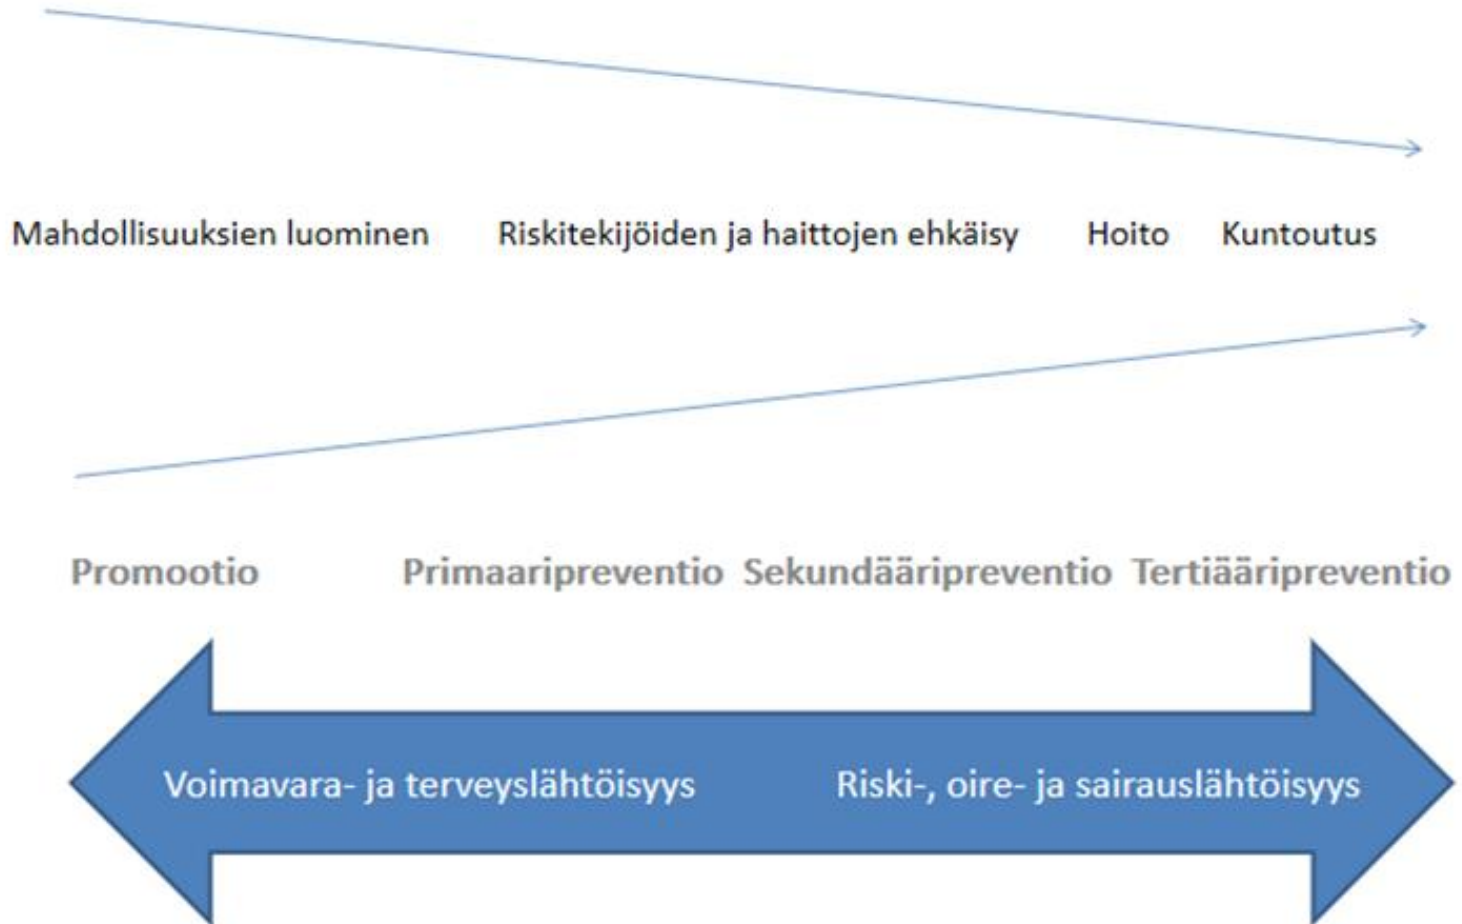 Mahdollisuuksien luominen Riskitekijöiden ja haittojen ehkäisy Hoito Kuntoutus
Promootio Primaaripreventio Sekundääripreventio Tertiääripreventio
Voimavara- ja terveyslähtöisyys Riski-, oire- ja sairauslähtöisyys